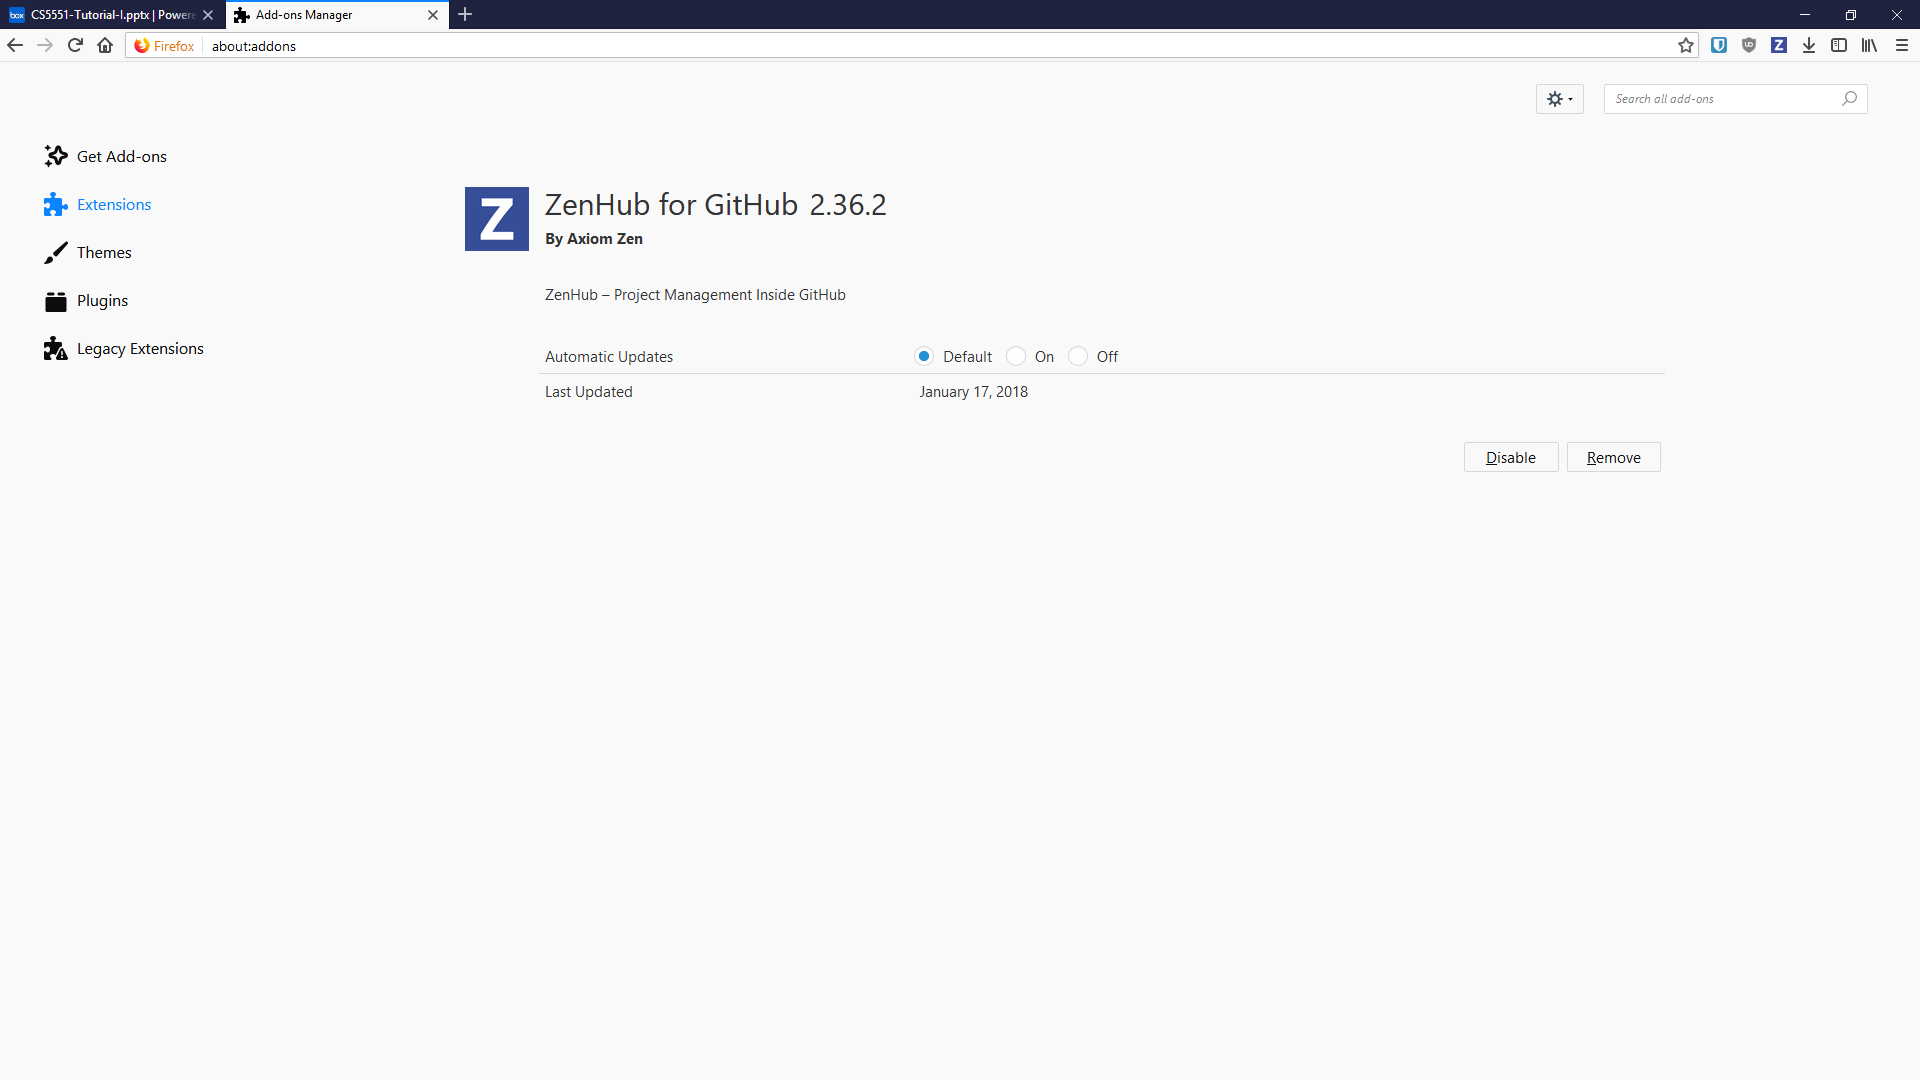 CS5551-Tutorial-I.pptx | Powere
Add-ons Manager
Firefox about:addons
Search all add-ons
Get Add-ons
Extensions
Themes
Plugins
Legacy Extensions
Z
ZenHub for GitHub 2.36.2
By Axiom Zen
ZenHub – Project Management Inside GitHub
Automatic Updates Default On Off
Last Updated January 17, 2018
Disable Remove